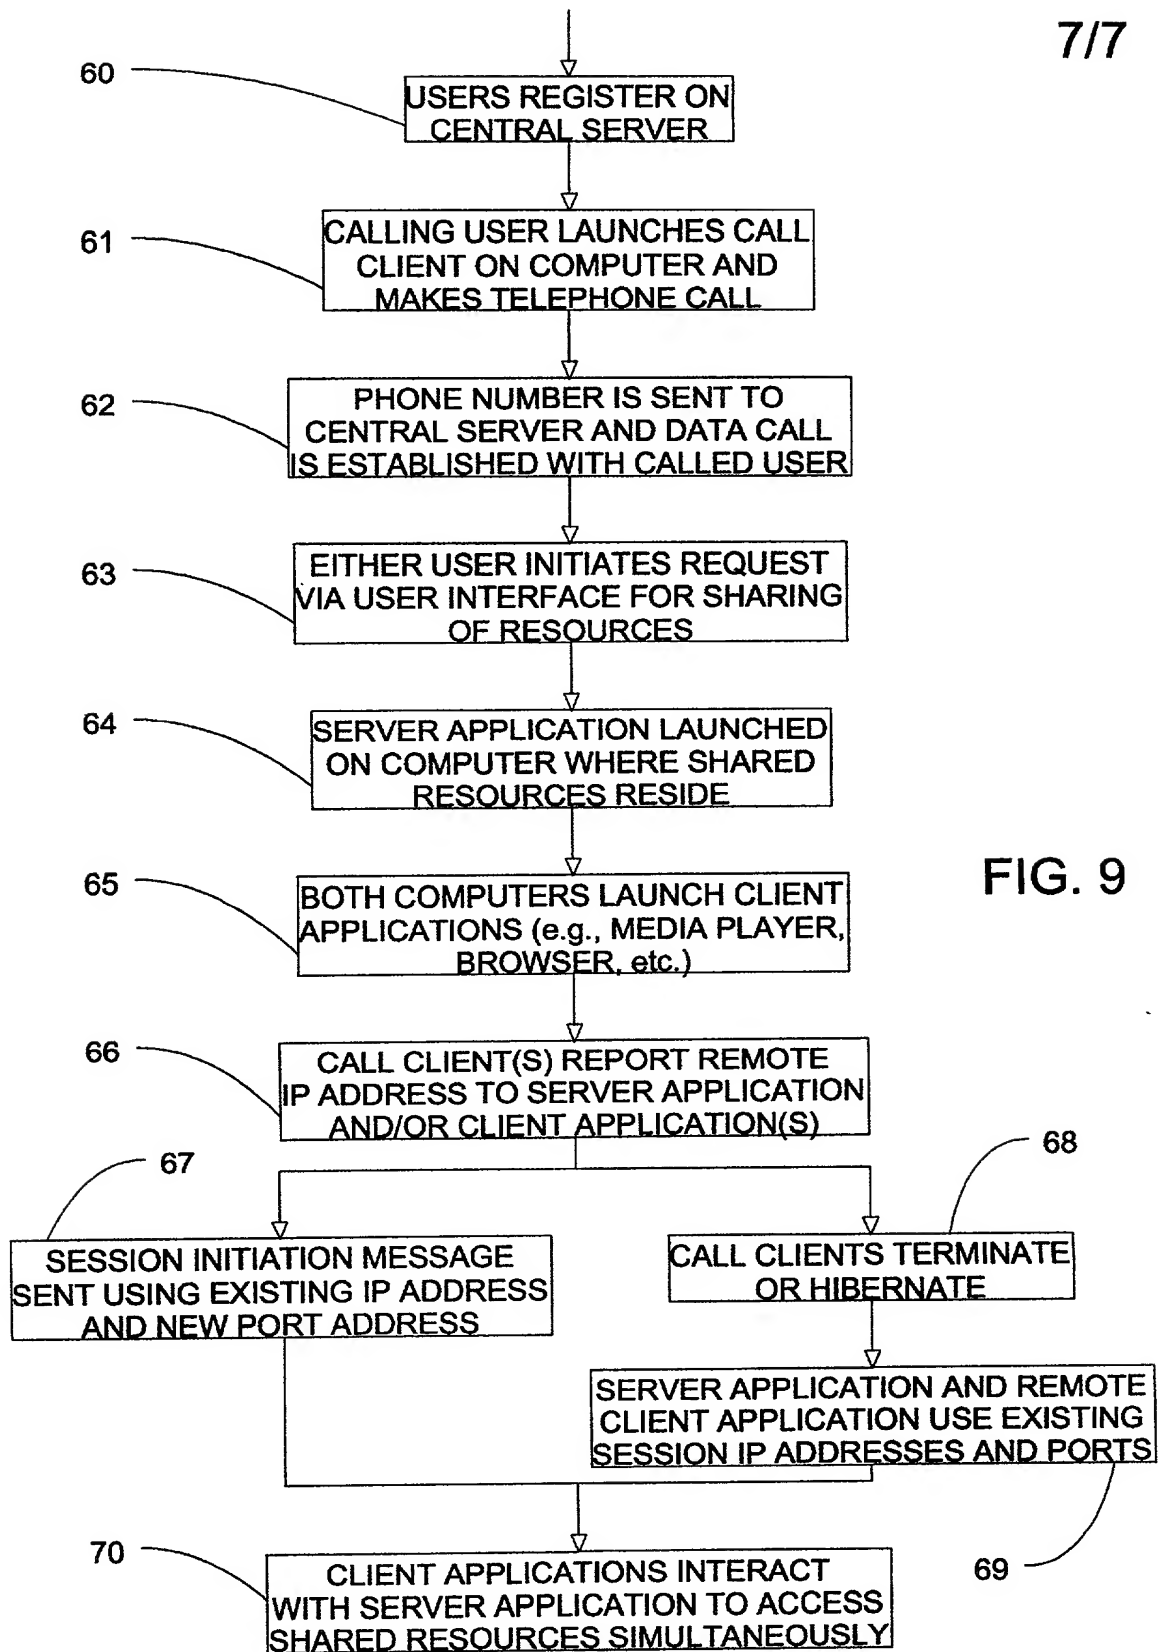 7/7
60
USERS REGISTER ON
CENTRAL SERVER
61
CALLING USER LAUNCHES CALL
CLIENT ON COMPUTER AND
MAKES TELEPHONE CALL
62
PHONE NUMBER IS SENT TO
CENTRAL SERVER AND DATA CALL
IS ESTABLISHED WITH CALLED USER
63
EITHER USER INITIATES REQUEST
VIA USER INTERFACE FOR SHARING
OF RESOURCES
64
SERVER APPLICATION LAUNCHED
ON COMPUTER WHERE SHARED
RESOURCES RESIDE
FIG. 9
65
BOTH COMPUTERS LAUNCH CLIENT
APPLICATIONS (e.g., MEDIA PLAYER,
BROWSER, etc.)
66
CALL CLIENT(S) REPORT REMOTE
IP ADDRESS TO SERVER APPLICATION
AND/OR CLIENT APPLICATION(S)
67
SESSION INITIATION MESSAGE
SENT USING EXISTING IP ADDRESS
AND NEW PORT ADDRESS
68
CALL CLIENTS TERMINATE
OR HIBERNATE
SERVER APPLICATION AND REMOTE
CLIENT APPLICATION USE EXISTING
SESSION IP ADDRESSES AND PORTS
69
70
CLIENT APPLICATIONS INTERACT
WITH SERVER APPLICATION TO ACCESS
SHARED RESOURCES SIMULTANEOUSLY